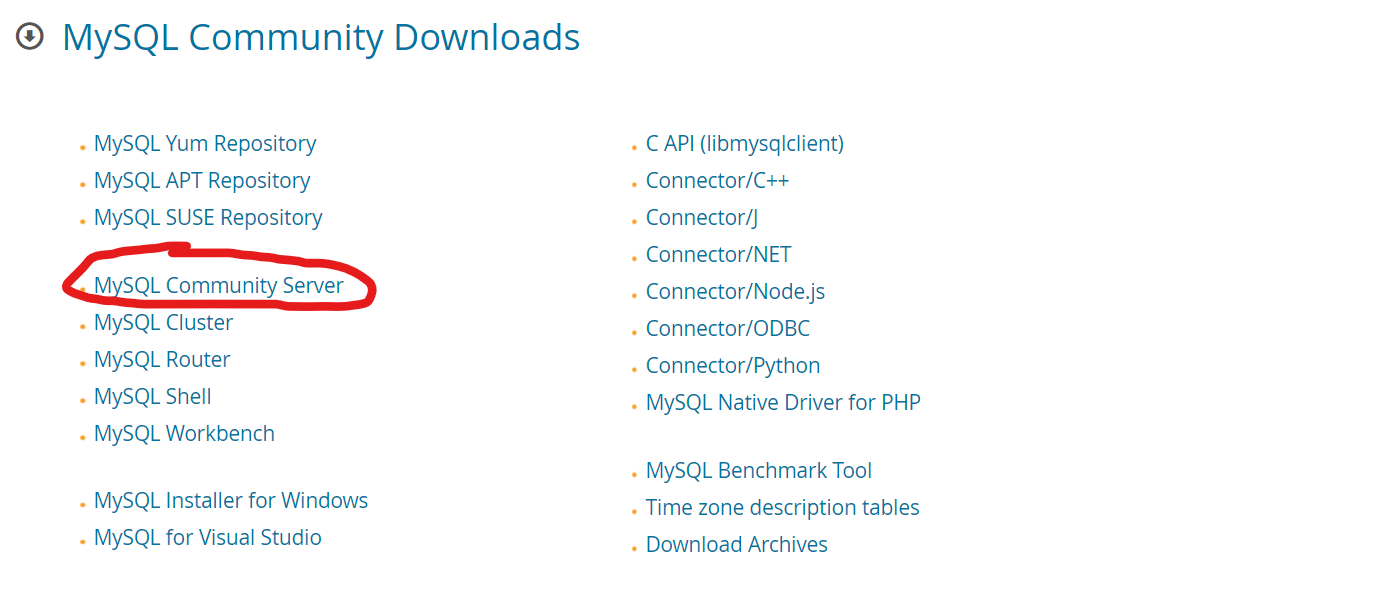 MySQL Community Downloads
MySQL Yum Repository
MySQL APT Repository
MySQL SUSE Repository
MySQL Community Server
MySQL Cluster
MySQL Router
MySQL Shell
MySQL Workbench
MySQL Installer for Windows
MySQL for Visual Studio
C API (libmysqlclient)
Connector/C++
Connector/J
Connector/NET
Connector/Node.js
Connector/ODBC
Connector/Python
MySQL Native Driver for PHP
MySQL Benchmark Tool
Time zone description tables
Download Archives